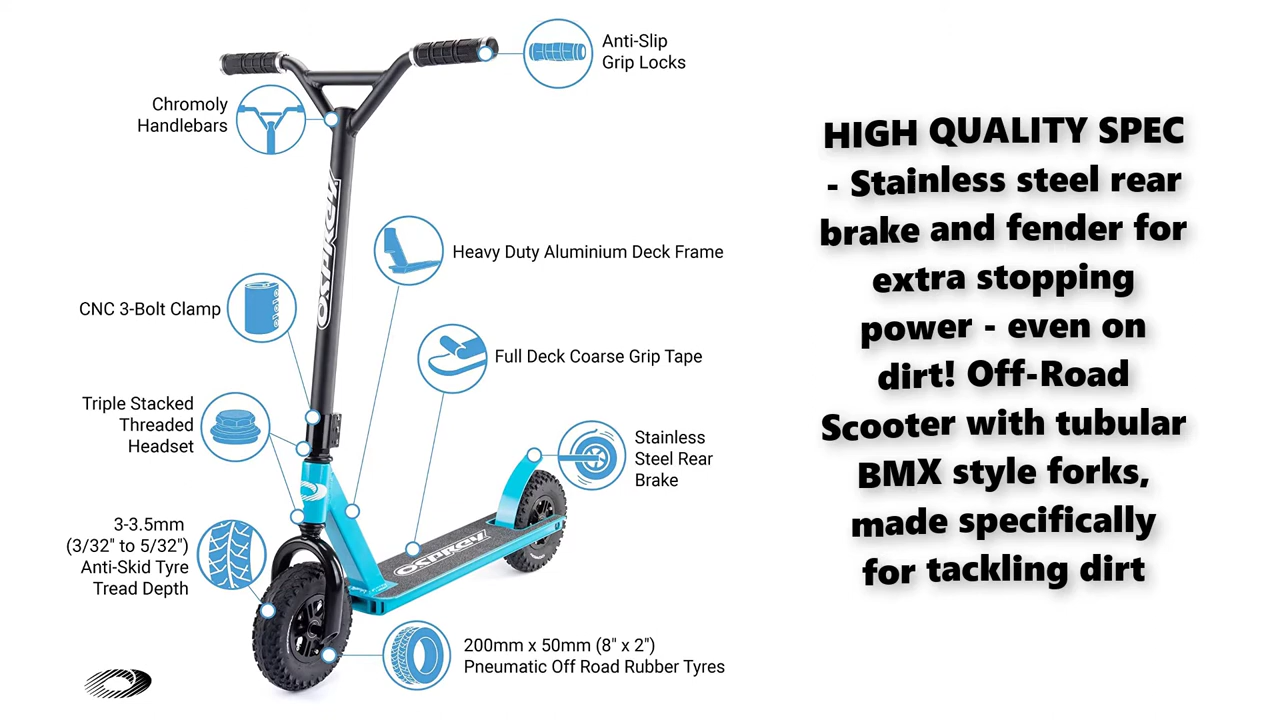 Anti-Slip
Grip Locks
Chromoly
Handlebars
OSPREY
Heavy Duty Aluminium Deck Frame
CNC 3-Bolt Clamp
Full Deck Coarse Grip Tape
Triple Stacked
Threaded
Headset
Stainless
Steel Rear
Brake
3-3.5mm
(3/32" to 5/32")
Anti-Skid Tyre
Tread Depth
OSPREY
200mm x 50mm (8" x 2")
Pneumatic Off Road Rubber Tyres
HIGH QUALITY SPEC
- Stainless steel rear
brake and fender for
extra stopping
power - even on
dirt! Off-Road
Scooter with tubular
BMX style forks,
made specifically
for tackling dirt